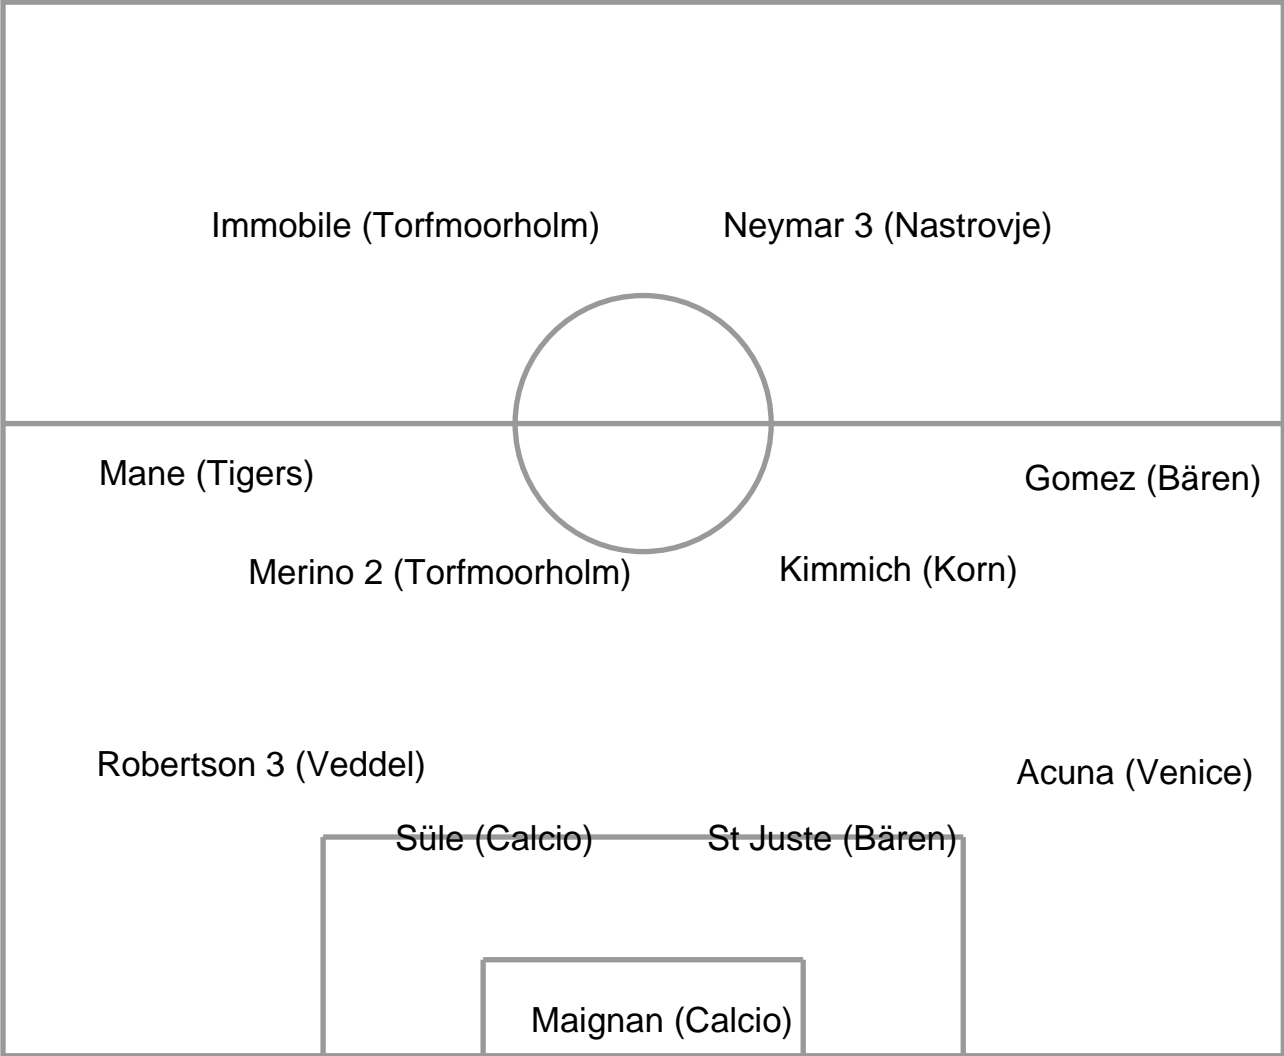 Immobile (Torfmoorholm)
Neymar 3 (Nastrovje)
Mane (Tigers)
Gomez (Bären)
Merino 2 (Torfmoorholm)
Kimmich (Korn)
Robertson 3 (Veddel)
Acuna (Venice)
Süle (Calcio)
St Juste (Bären)
Maignan (Calcio)